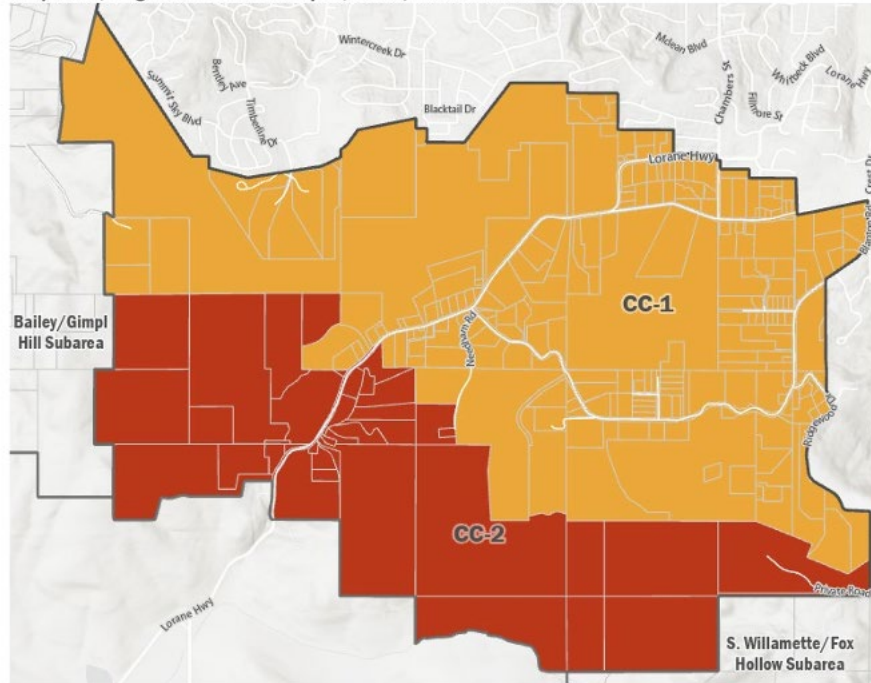 Wintercreek Dr
Mclean Blvd
Whitbeck Blvd
Lorane Hwy
Summit Sky Blvd
Bentley Ave
Timberline Dr
Blacktail Dr
Chambers St
Fillmore St
Lorane Hwy
Crest Dr
Blanton Rd
Bailey/Gimpl
Hill Subarea
CC-1
Needham Rd
Ridgewood Dr
CC-2
Private Road
Lorane Hwy
S. Willamette/Fox
Hollow Subarea